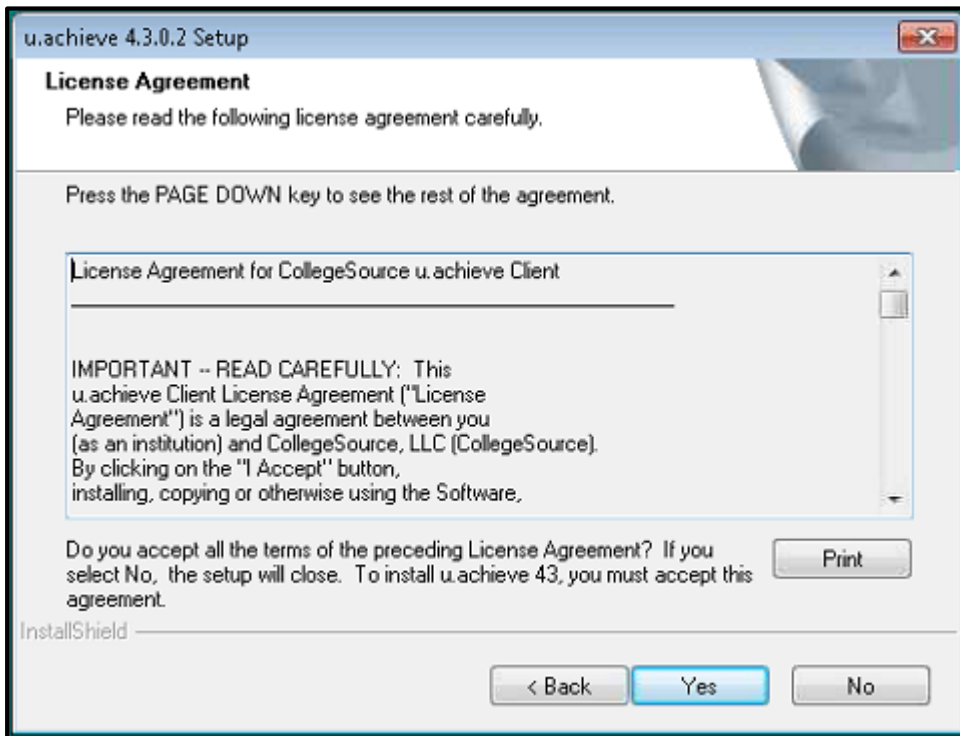 u.achieve 4.3.0.2 Setup
License Agreement
Please read the following license agreement carefully.
Press the PAGE DOWN key to see the rest of the agreement.
License Agreement for CollegeSource u.achieve Client
IMPORTANT -- READ CAREFULLY:  This
u.achieve Client License Agreement ("License
Agreement") is a legal agreement between you
(as an institution) and CollegeSource, LLC (CollegeSource).
By clicking on the "I Accept" button,
installing, copying or otherwise using the Software,
Do you accept all the terms of the preceding License Agreement?  If you
select No,  the setup will close.  To install u.achieve 43, you must accept this
agreement.
Print
InstallShield
< Back
Yes
No